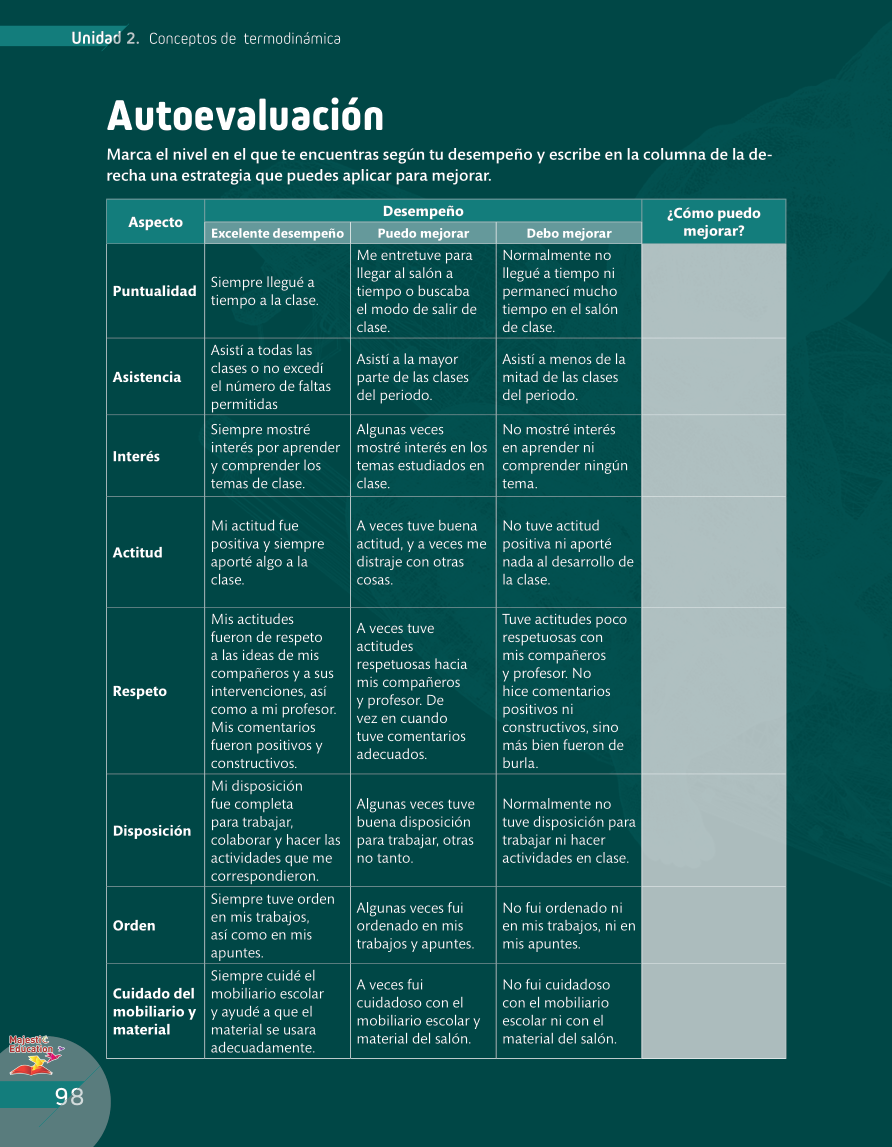 Unidad 2. Conceptos de termodinámica
Autoevaluación
Marca el nivel en el que te encuentras según tu desempeño y escribe en la columna de la de-
recha una estrategia que puedes aplicar para mejorar.
Aspecto
Desempeño
¿Cómo puedo
mejorar?
Excelente desempeño
Puedo mejorar
Debo mejorar
Puntualidad
Siempre llegué a
tiempo a la clase.
Me entretuve para
llegar al salón a
tiempo o buscaba
el modo de salir de
clase.
Normalmente no
llegué a tiempo ni
permanecí mucho
tiempo en el salón
de clase.
Asistencia
Asistí a todas las
clases o no excedí
el número de faltas
permitidas
Asistí a la mayor
parte de las clases
del periodo.
Asistí a menos de la
mitad de las clases
del periodo.
Interés
Siempre mostré
interés por aprender
y comprender los
temas de clase.
Algunas veces
mostré interés en los
temas estudiados en
clase.
No mostré interés
en aprender ni
comprender ningún
tema.
Actitud
Mi actitud fue
positiva y siempre
aporté algo a la
clase.
A veces tuve buena
actitud, y a veces me
distraje con otras
cosas.
No tuve actitud
positiva ni aporté
nada al desarrollo de
la clase.
Respeto
Mis actitudes
fueron de respeto
a las ideas de mis
compañeros y a sus
intervenciones, así
como a mi profesor.
Mis comentarios
fueron positivos y
constructivos.
A veces tuve
actitudes
respetuosas hacia
mis compañeros
y profesor. De
vez en cuando
tuve comentarios
adecuados.
Tuve actitudes poco
respetuosas con
mis compañeros
y profesor. No
hice comentarios
positivos ni
constructivos, sino
más bien fueron de
burla.
Disposición
Mi disposición
fue completa
para trabajar,
colaborar y hacer las
actividades que me
correspondieron.
Algunas veces tuve
buena disposición
para trabajar, otras
no tanto.
Normalmente no
tuve disposición para
trabajar ni hacer
actividades en clase.
Orden
Siempre tuve orden
en mis trabajos,
así como en mis
apuntes.
Algunas veces fui
ordenado en mis
trabajos y apuntes.
No fui ordenado ni
en mis trabajos, ni en
mis apuntes.
Cuidado del
mobiliario y
material
Siempre cuidé el
mobiliario escolar
y ayudé a que el
material se usara
adecuadamente.
A veces fui
cuidadoso con el
mobiliario escolar y
material del salón.
No fui cuidadoso
con el mobiliario
escolar ni con el
material del salón.
Majestic
Education
98